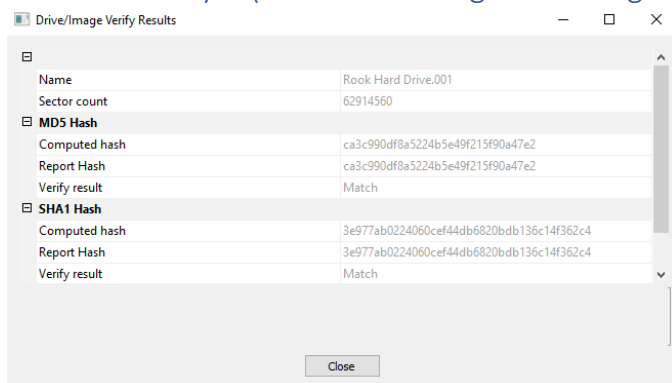 Drive/Image Verify Results
Name Rook Hard Drive.001
Sector count 62914560
MD5 Hash
Computed hash ca3c990df8a5224b5e49f215f90a47e2
Report Hash ca3c990df8a5224b5e49f215f90a47e2
Verify result Match
SHA1 Hash
Computed hash 3e977ab0224060cef44db6820bdb136c14f362c4
Report Hash 3e977ab0224060cef44db6820bdb136c14f362c4
Verify result Match
Close